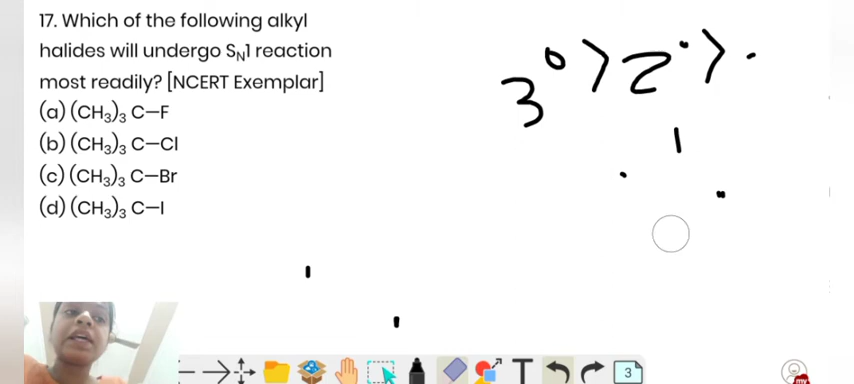 17. Which of the following alkyl
halides will undergo SN1 reaction
most readily? [NCERT Exemplar]
(a) (CH₃)₃ C–F
(b) (CH₃)₃ C–Cl
(c) (CH₃)₃ C–Br
(d) (CH₃)₃ C–I
3° > 2° >
T
3
my